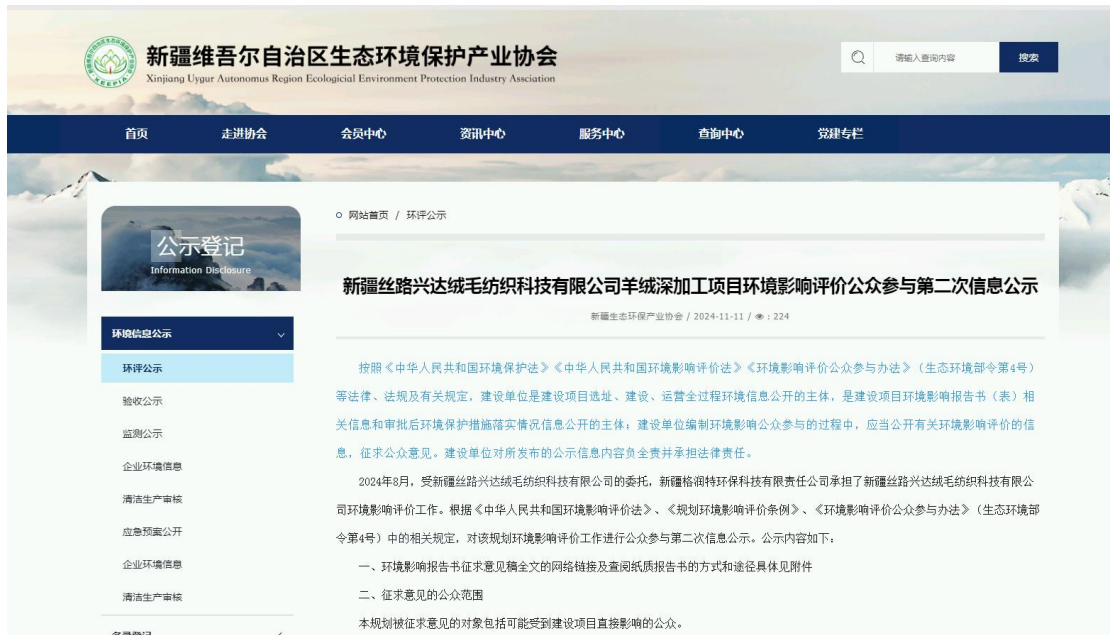 新疆维吾尔自治区生态环境保护产业协会
Xinjiang Uygur Autonomus Region Ecological Environment Protection Industry Assciation
XEEPIA
请输入查询内容
搜索
首页 走进协会 会员中心 资讯中心 服务中心 查询中心 党建专栏
公示登记
Information Disclosure
环境信息公示
环评公示
验收公示
监测公示
企业环境信息
清洁生产审核
应急预案公开
企业环境信息
清洁生产审核
网站首页 / 环评公示
新疆丝路兴达绒毛纺织科技有限公司羊绒深加工项目环境影响评价公众参与第二次信息公示
新疆生态环保产业协会 / 2024-11-11 / : 224
按照《中华人民共和国环境保护法》《中华人民共和国环境影响评价法》《环境影响评价公众参与办法》（生态环境部令第4号）
等法律、法规及有关规定，建设单位是建设项目选址、建设、运营全过程环境信息公开的主体，是建设项目环境影响报告书（表）相
关信息和审批后环境保护措施落实情况信息公开的主体；建设单位编制环境影响公众参与的过程中，应当公开有关环境影响评价的信
息，征求公众意见。建设单位对所发布的公示信息内容负全责并承担法律责任。
2024年8月，受新疆丝路兴达绒毛纺织科技有限公司的委托，新疆格润特环保科技有限责任公司承担了新疆丝路兴达绒毛纺织科技有限公
司环境影响评价工作。根据《中华人民共和国环境影响评价法》、《规划环境影响评价条例》、《环境影响评价公众参与办法》（生态环境部
令第4号）中的相关规定，对该规划环境影响评价工作进行公众参与第二次信息公示。公示内容如下：
一、环境影响报告书征求意见稿全文的网络链接及查阅纸质报告书的方式和途径具体见附件
二、征求意见的公众范围
本规划被征求意见的对象包括可能受到建设项目直接影响的公众。